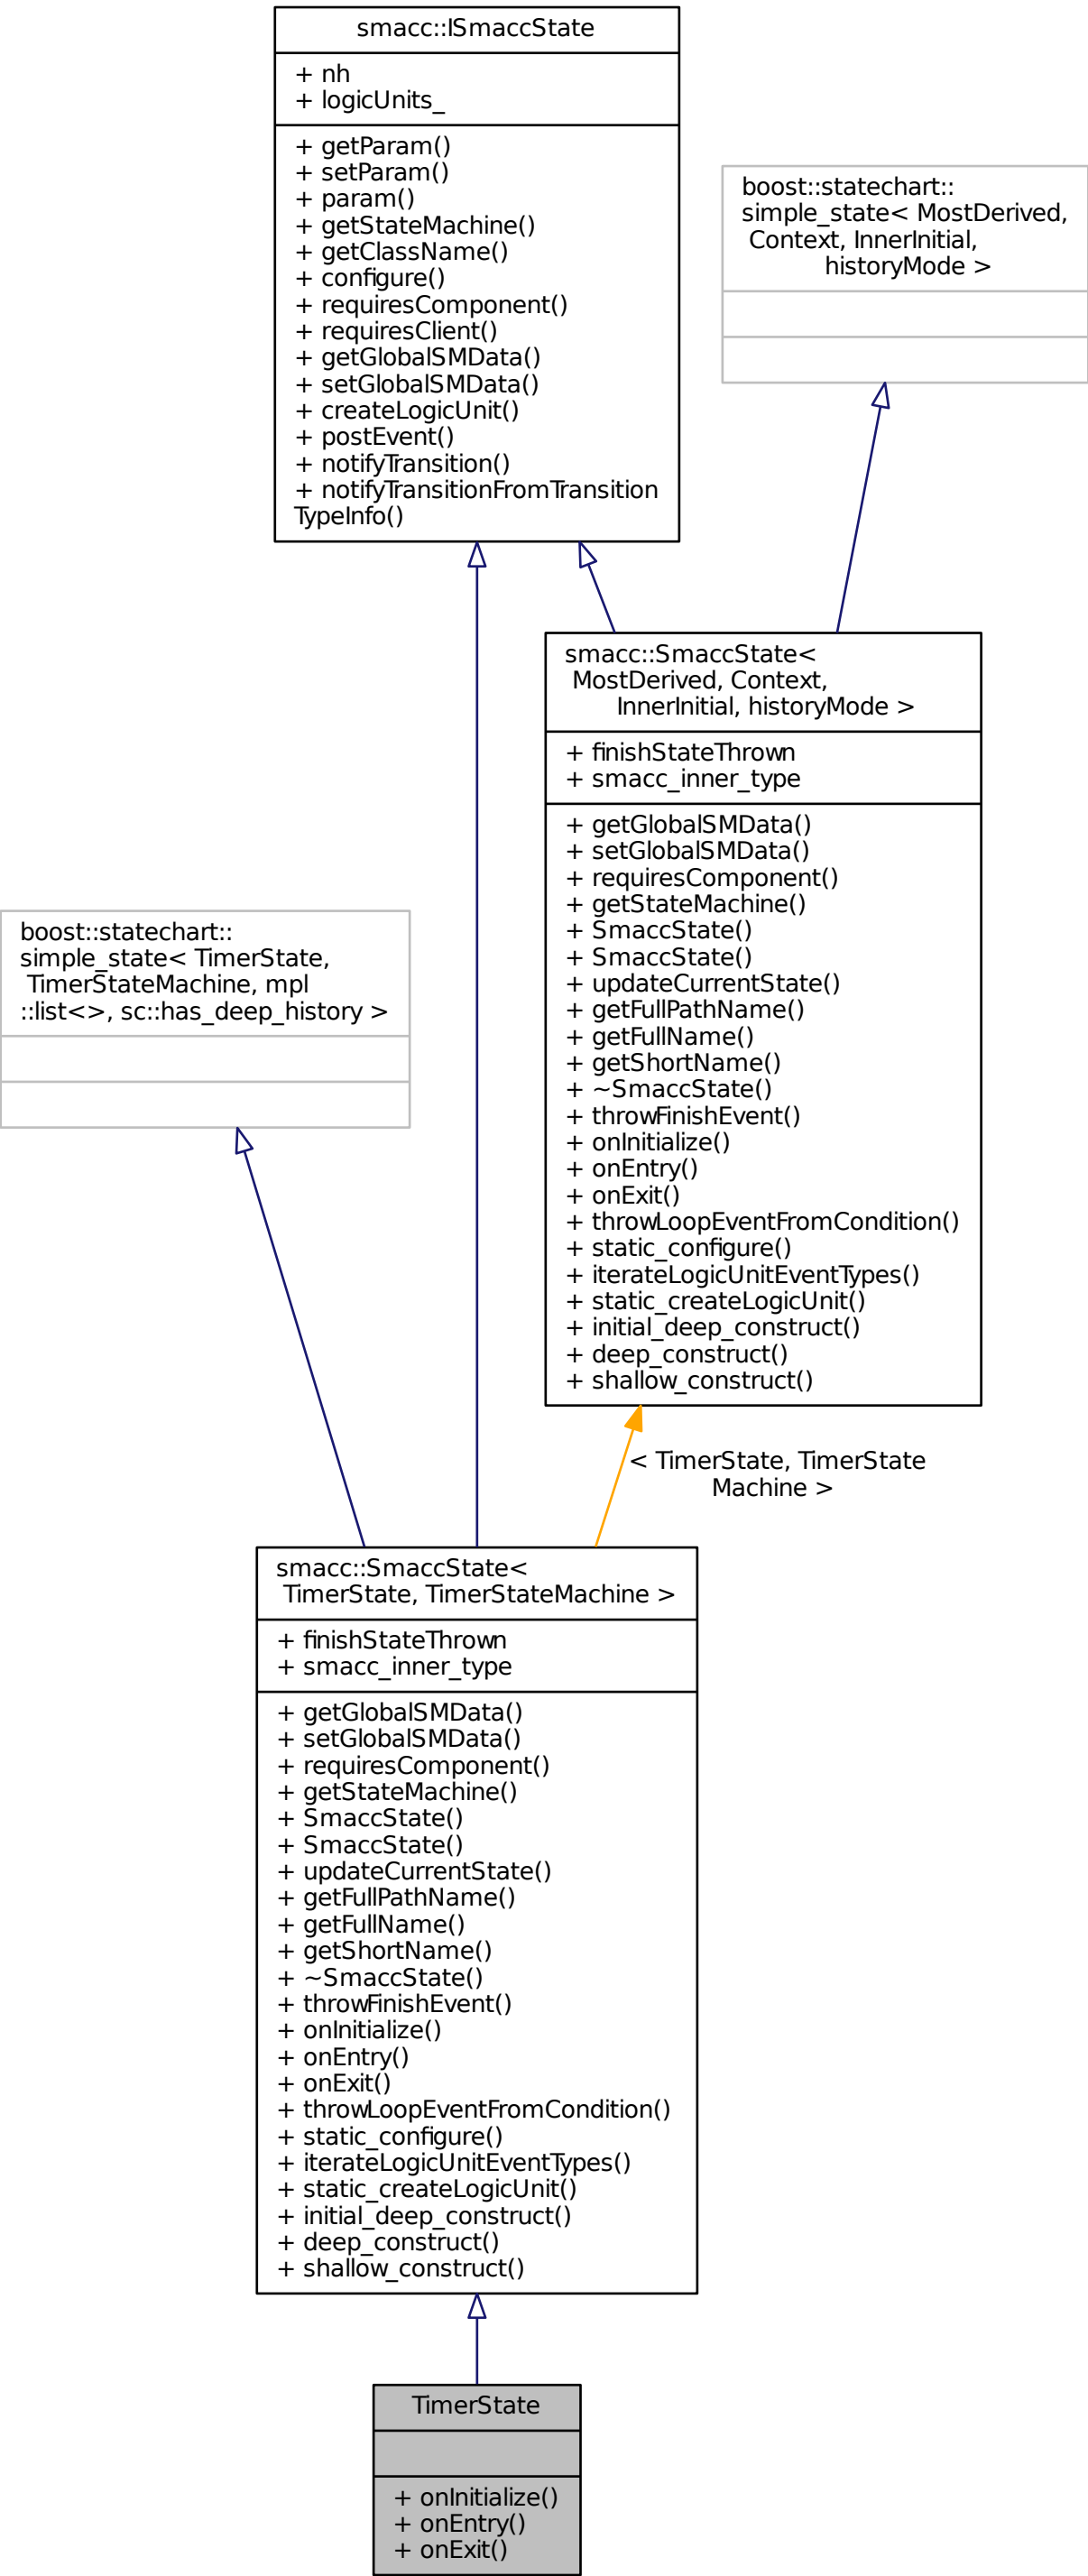 smacc::ISmaccState
+ nh
+ logicUnits_
+ getParam()
+ setParam()
+ param()
+ getStateMachine()
+ getClassName()
+ configure()
+ requiresComponent()
+ requiresClient()
+ getGlobalSMData()
+ setGlobalSMData()
+ createLogicUnit()
+ postEvent()
+ notifyTransition()
+ notifyTransitionFromTransition
TypeInfo()
boost::statechart::
simple_state< MostDerived,
Context, InnerInitial,
historyMode >
smacc::SmaccState<
MostDerived, Context,
InnerInitial, historyMode >
+ finishStateThrown
+ smacc_inner_type
+ getGlobalSMData()
+ setGlobalSMData()
+ requiresComponent()
+ getStateMachine()
+ SmaccState()
+ SmaccState()
+ updateCurrentState()
+ getFullPathName()
+ getFullName()
+ getShortName()
+ ~SmaccState()
+ throwFinishEvent()
+ onInitialize()
+ onEntry()
+ onExit()
+ throwLoopEventFromCondition()
+ static_configure()
+ iterateLogicUnitEventTypes()
+ static_createLogicUnit()
+ initial_deep_construct()
+ deep_construct()
+ shallow_construct()
boost::statechart::
simple_state< TimerState,
TimerStateMachine, mpl
::list<>, sc::has_deep_history >
< TimerState, TimerState
Machine >
smacc::SmaccState<
TimerState, TimerStateMachine >
+ finishStateThrown
+ smacc_inner_type
+ getGlobalSMData()
+ setGlobalSMData()
+ requiresComponent()
+ getStateMachine()
+ SmaccState()
+ SmaccState()
+ updateCurrentState()
+ getFullPathName()
+ getFullName()
+ getShortName()
+ ~SmaccState()
+ throwFinishEvent()
+ onInitialize()
+ onEntry()
+ onExit()
+ throwLoopEventFromCondition()
+ static_configure()
+ iterateLogicUnitEventTypes()
+ static_createLogicUnit()
+ initial_deep_construct()
+ deep_construct()
+ shallow_construct()
TimerState
+ onInitialize()
+ onEntry()
+ onExit()